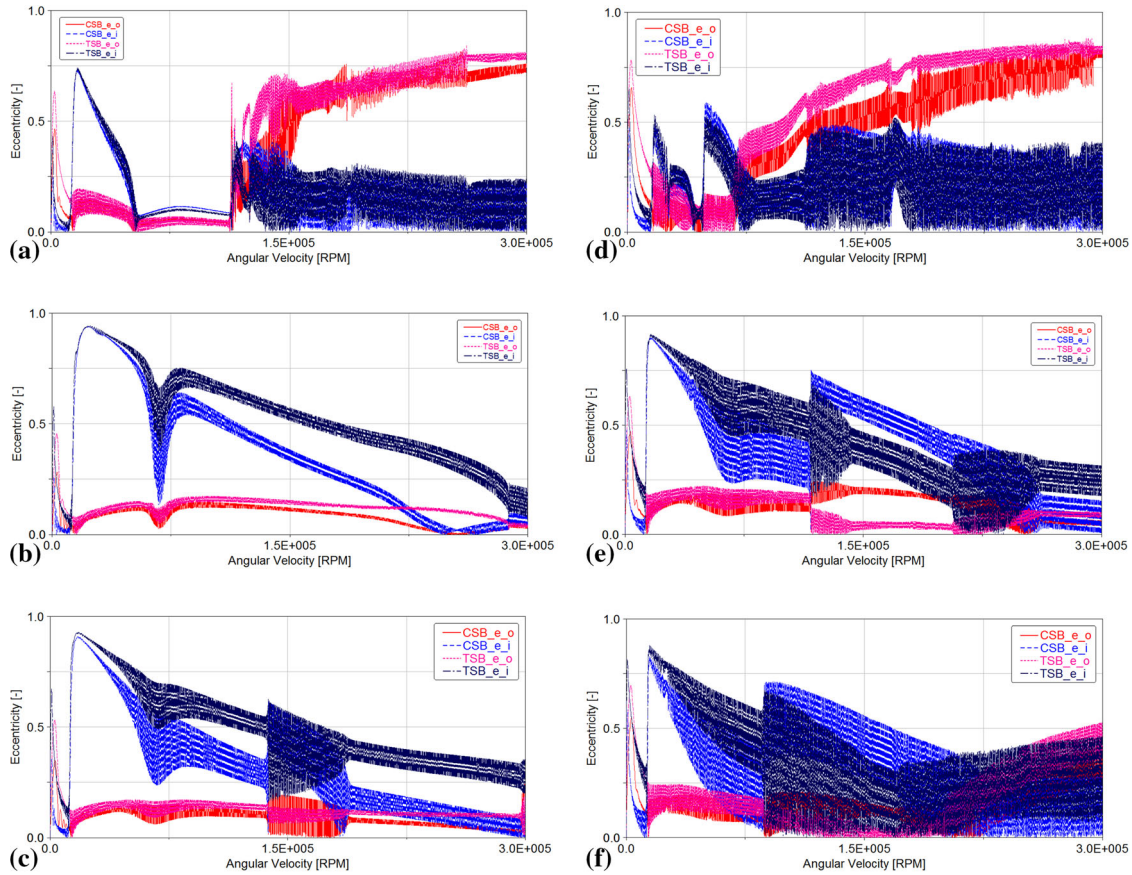 1.0
CSB_e_o
CSB_e_i
TSB_e_o
TSB_e_i
Eccentricity [-]
0.5
0.0
0.0
1.5E+005
3.0E+005
Angular Velocity [RPM]
(a)
1.0
CSB_e_o
CSB_e_i
TSB_e_o
TSB_e_i
Eccentricity [-]
0.5
0.0
0.0
1.5E+005
3.0E+005
Angular Velocity [RPM]
(d)
1.0
CSB_e_o
CSB_e_i
TSB_e_o
TSB_e_i
Eccentricity [-]
0.5
0.0
0.0
1.5E+005
3.0E+005
Angular Velocity [RPM]
(b)
1.0
CSB_e_o
CSB_e_i
TSB_e_o
TSB_e_i
Eccentricity [-]
0.5
0.0
0.0
1.5E+005
3.0E+005
Angular Velocity [RPM]
(e)
1.0
CSB_e_o
CSB_e_i
TSB_e_o
TSB_e_i
Eccentricity [-]
0.5
0.0
0.0
1.5E+005
3.0E+005
Angular Velocity [RPM]
(c)
1.0
CSB_e_o
CSB_e_i
TSB_e_o
TSB_e_i
Eccentricity [-]
0.5
0.0
0.0
1.5E+005
3.0E+005
Angular Velocity [RPM]
(f)